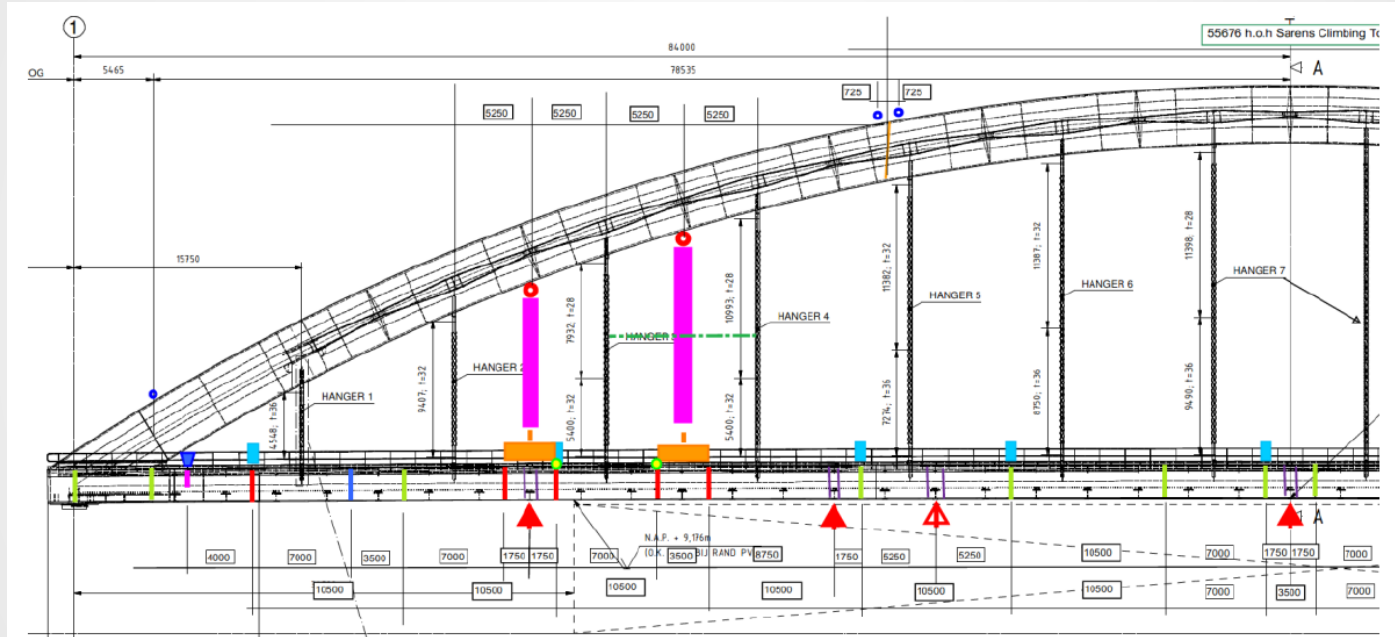 1
55676 h.o.h Sarens Climbing To
84000
OG
5465
78535
A
725
725
5250
5250
5250
5250
15750
4548; t=36
HANGER 1
9407; t=32
HANGER 2
7932; t=28
5400; t=32
HANGER
10993; t=28
5400; t=32
HANGER 4
11382; t=32
7274; t=36
HANGER 5
11387; t=32
8750; t=36
HANGER 6
11398; t=28
9490; t=36
HANGER 7
A
N.A.P. + 9,176m
(O.K. BIJ RAND PV
4000
7000
3500
7000
1750
1750
7000
3500
8750
1750
5250
5250
10500
7000
1750
1750
7000
10500
10500
10500
10500
10500
10500
7000
3500
7000